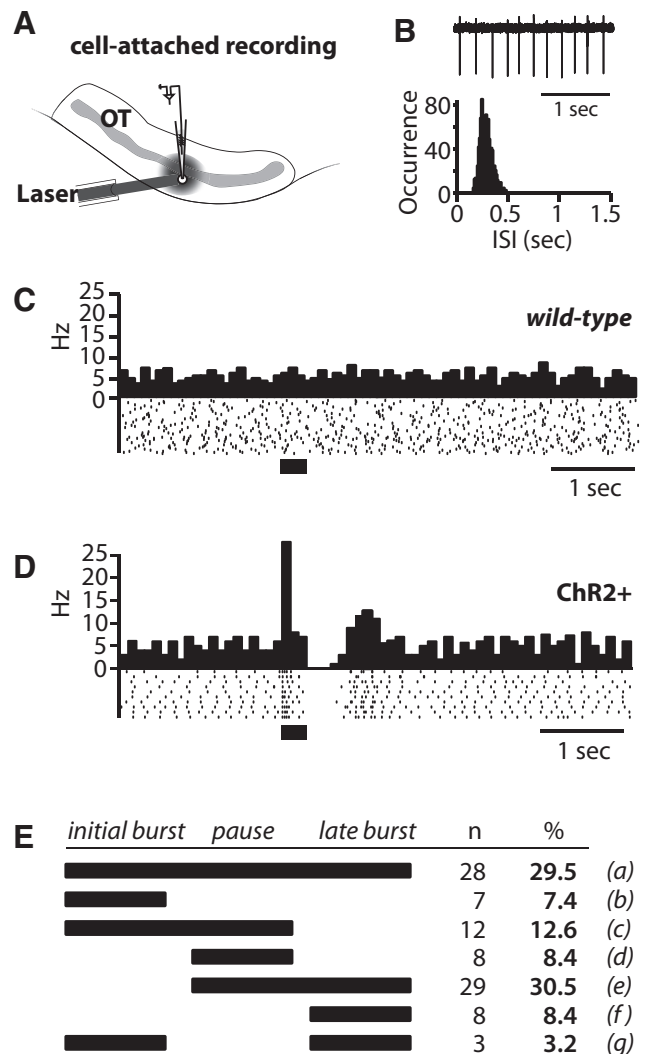 A
cell-attached recording
OT
Laser
B
1 sec
Occurrence
80
40
0
0 0.5 1 1.5
ISI (sec)
C
wild-type
Hz
25
20
15
10
5
0
1 sec
D
ChR2+
Hz
25
20
15
10
5
0
1 sec
E
initial burst pause late burst n %
28 29.5 (a)
7 7.4 (b)
12 12.6 (c)
8 8.4 (d)
29 30.5 (e)
8 8.4 (f)
3 3.2 (g)